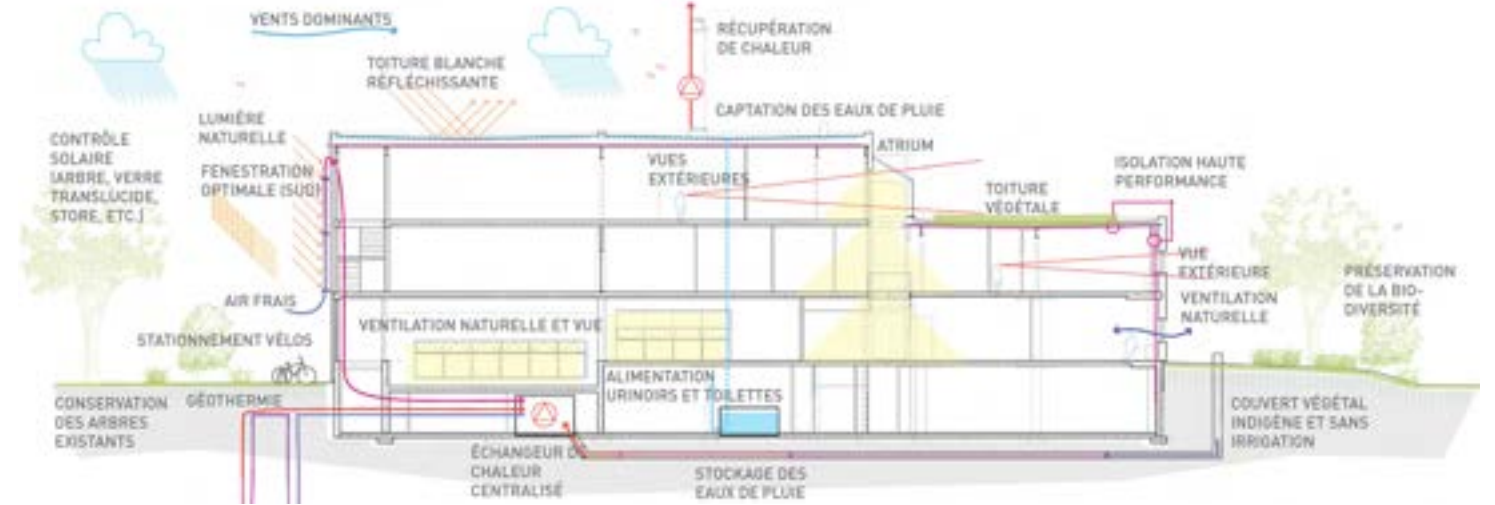 VENTS DOMINANTS
RÉCUPÉRATION
DE CHALEUR
TOITURE BLANCHE
RÉFLÉCHISSANTE
CAPTATION DES EAUX DE PLUIE
LUMIÈRE
NATURELLE
CONTRÔLE
SOLAIRE
(ARBRE, VERRE
TRANSLUCIDE,
STORE, ETC.)
FENESTRATION
OPTIMALE (SUD)
VUES
EXTÉRIEURES
ATRIUM
TOITURE
VÉGÉTALE
ISOLATION HAUTE
PERFORMANCE
VUE
EXTÉRIEURE
PRÉSERVATION
DE LA BIO-
DIVERSITÉ
AIR FRAIS
VENTILATION
NATURELLE
VENTILATION NATURELLE ET VUE
STATIONNEMENT VÉLOS
ALIMENTATION
URINOIRS ET TOILETTES
CONSERVATION
DES ARBRES
EXISTANTS
GÉOTHERMIE
COUVERT VÉGÉTAL
INDIGÈNE ET SANS
IRRIGATION
ÉCHANGEUR DE
CHALEUR
CENTRALISÉ
STOCKAGE DES
EAUX DE PLUIE